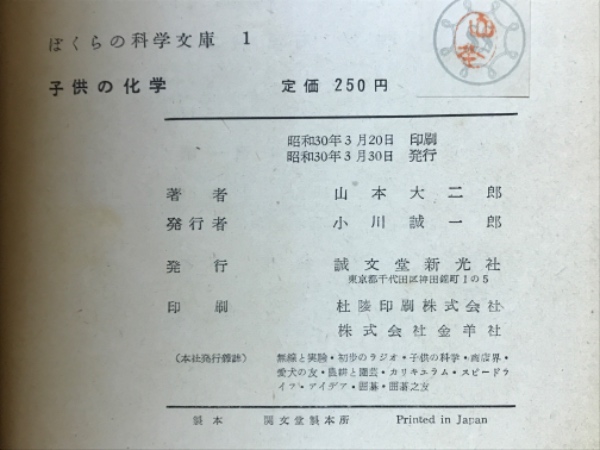 ぼくらの科学文庫 1
子供の化学 定価 250円
昭和30年3月20日 印刷
昭和30年3月30日 発行
著者 山本大二郎
発行者 小川誠一郎
発行 誠文堂新光社
東京都千代田区神田錦町1の5
印刷 杜陵印刷株式会社
株式会社金羊社
(本社発行雑誌) 無線と実験・初歩のラジオ・子供の科学・商店界・
愛犬の友・農耕と園芸・カリキュラム・スピードラ
イフ・アイデア・囲碁・囲碁之友
製本 関文堂製本所 Printed in Japan